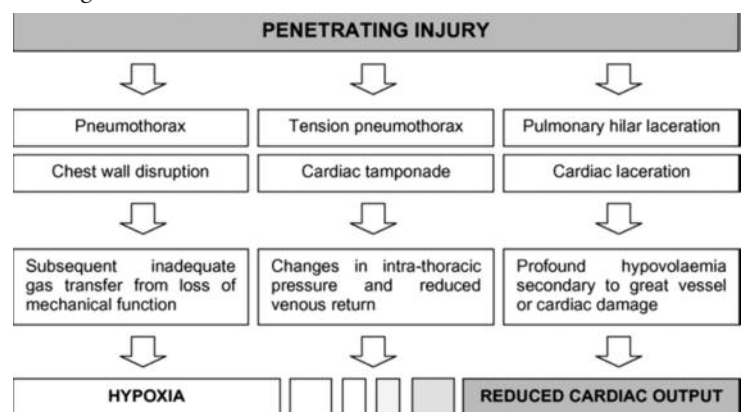 PENETRATING INJURY
Pneumothorax
Tension pneumothorax
Pulmonary hilar laceration
Chest wall disruption
Cardiac tamponade
Cardiac laceration
Subsequent inadequate
gas transfer from loss of
mechanical function
Changes in intra-thoracic
pressure and reduced
venous return
Profound hypovolaemia
secondary to great vessel
or cardiac damage
HYPOXIA
REDUCED CARDIAC OUTPUT